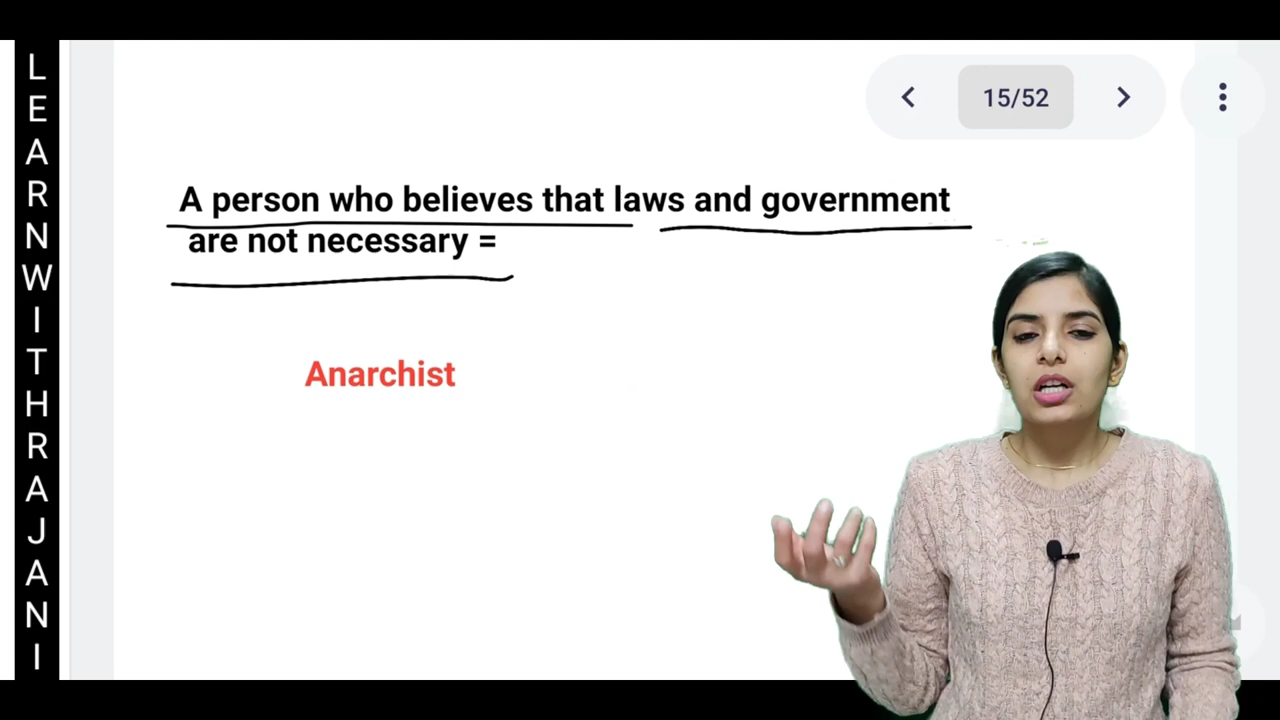 LEARNWITHRAJANI
15/52
A person who believes that laws and government
are not necessary =
Anarchist